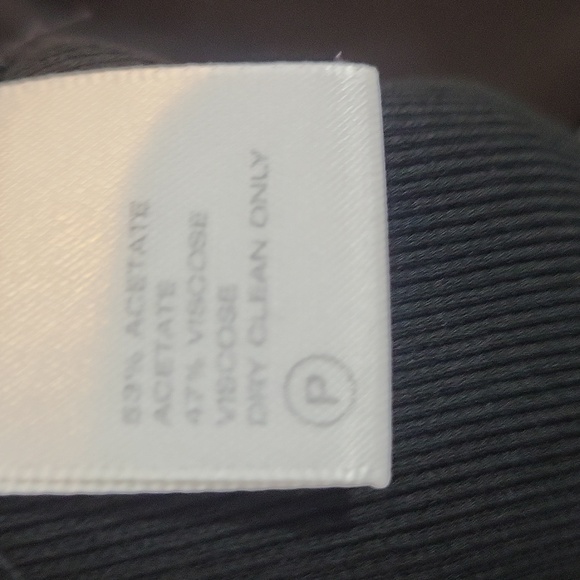 53% ACETATE
ACETATE
47% VISCOSE
VISCOSE
DRY CLEAN ONLY
P